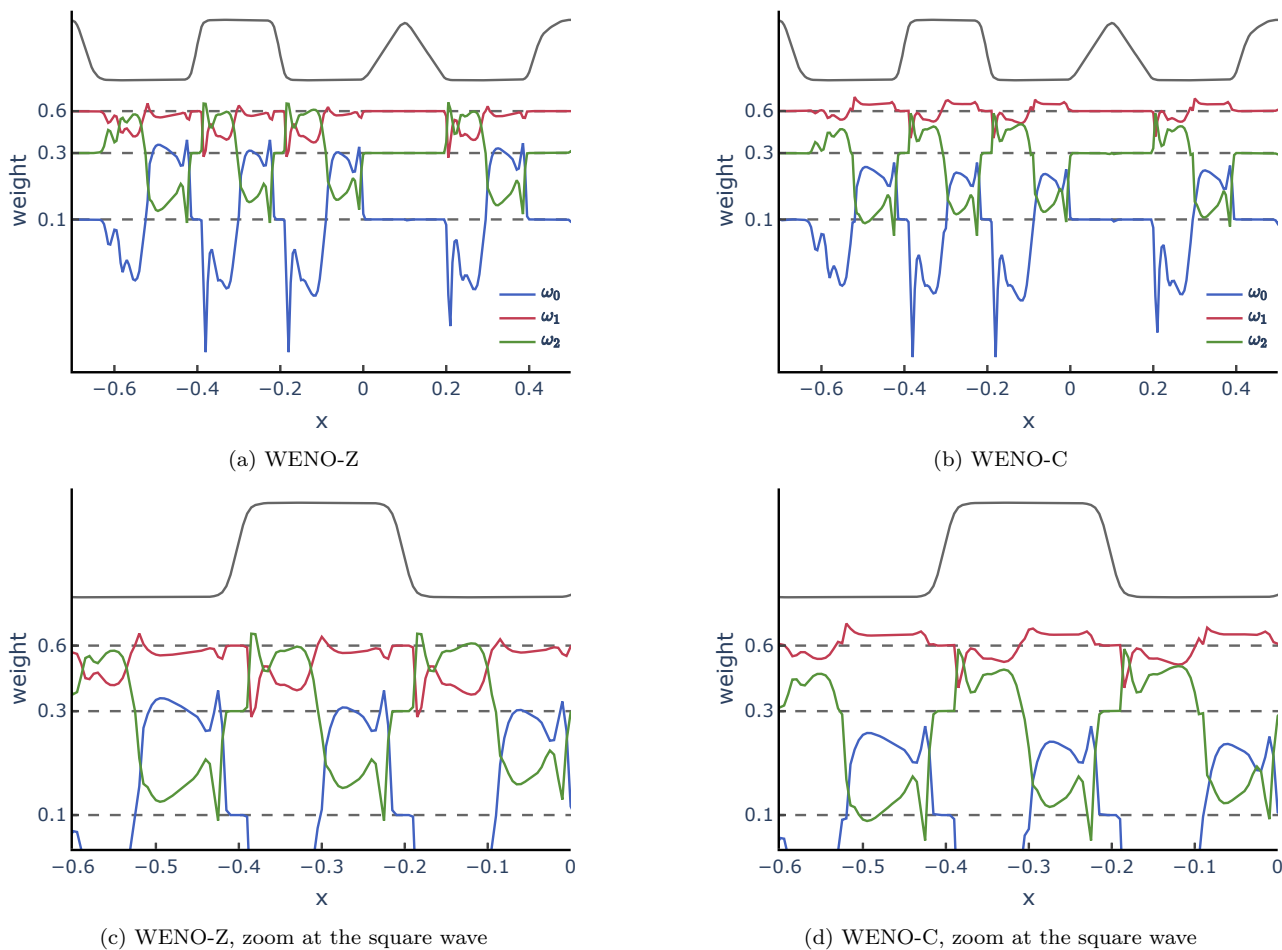 0.6
0.3
0.1
weight
ω₀
ω₁
ω₂
−0.6 −0.4 −0.2 0 0.2 0.4
x
(a) WENO-Z
0.6
0.3
0.1
weight
ω₀
ω₁
ω₂
−0.6 −0.4 −0.2 0 0.2 0.4
x
(b) WENO-C
0.6
0.3
0.1
weight
−0.6 −0.5 −0.4 −0.3 −0.2 −0.1 0
x
(c) WENO-Z, zoom at the square wave
0.6
0.3
0.1
weight
−0.6 −0.5 −0.4 −0.3 −0.2 −0.1 0
x
(d) WENO-C, zoom at the square wave